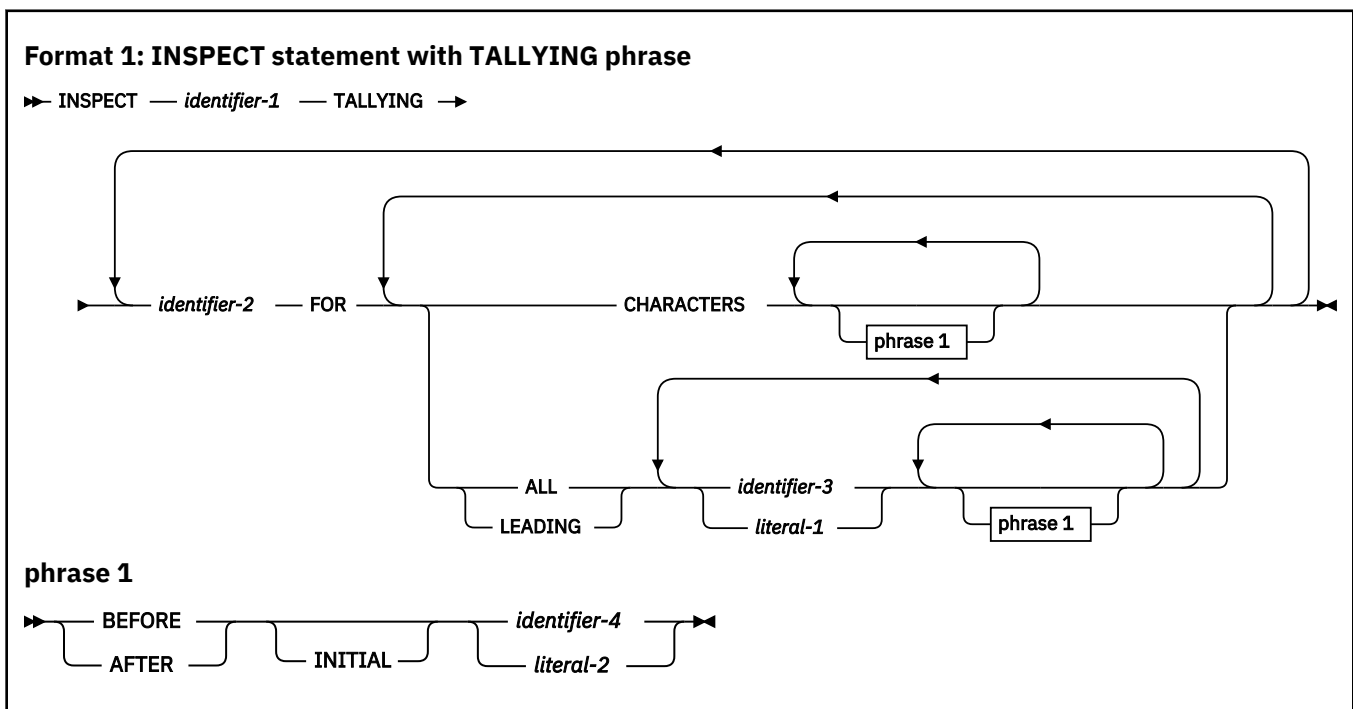 Format 1: INSPECT statement with TALLYING phrase
INSPECT identifier-1 TALLYING
identifier-2 FOR CHARACTERS
phrase 1
ALL identifier-3
LEADING literal-1 phrase 1
phrase 1
BEFORE identifier-4
AFTER INITIAL literal-2